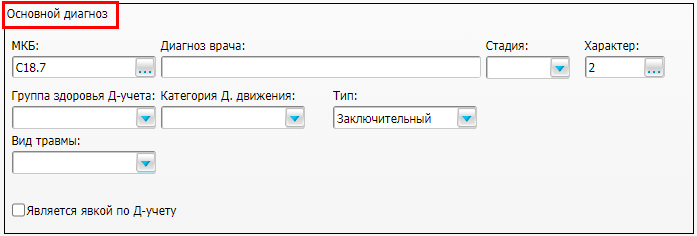 Основной диагноз
МКБ: Диагноз врача: Стадия: Характер:
C18.7 ... 2 ...
Группа здоровья Д-учета: Категория Д. движения: Тип:
Заключительный
Вид травмы:
Является явкой по Д-учету